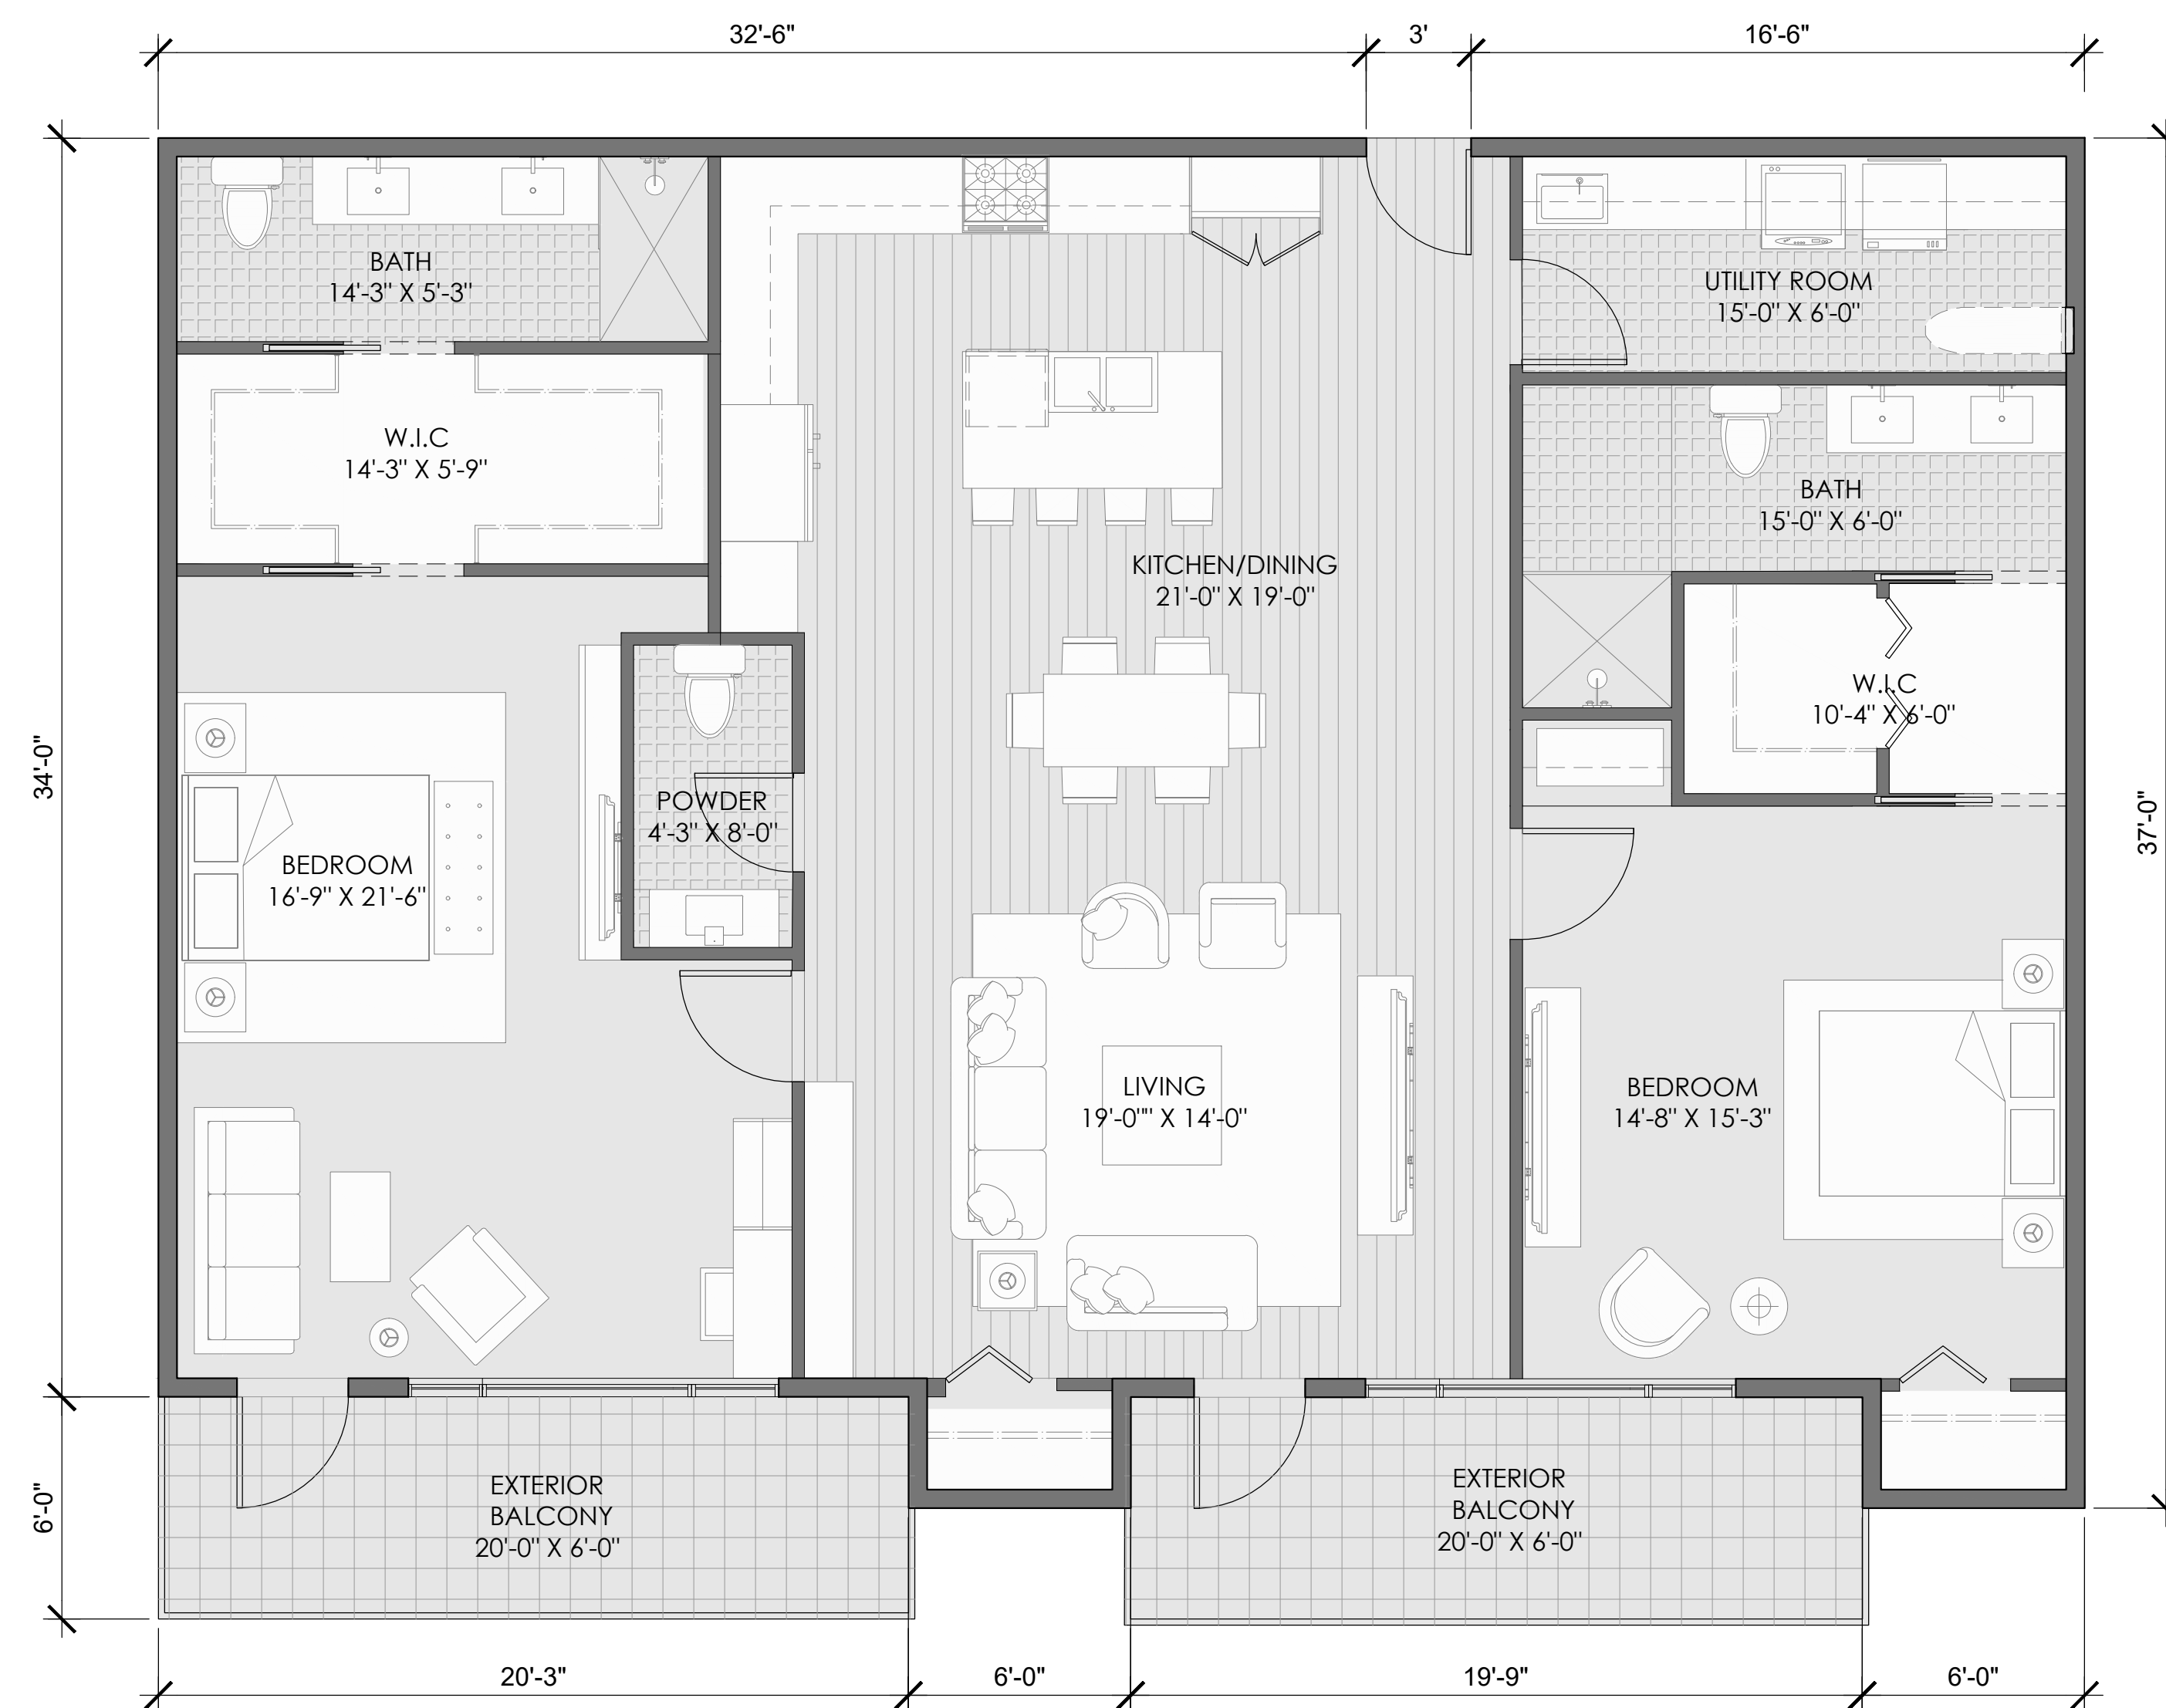 32'-6"
3'
16'-6"
BATH
14'-3" X 5'-3"
UTILITY ROOM
15'-0" X 6'-0"
W.I.C
14'-3" X 5'-9"
BATH
15'-0" X 6'-0"
KITCHEN/DINING
21'-0" X 19'-0"
W.I.C
10'-4" X 6'-0"
34'-0"
37'-0"
POWDER
4'-3" X 8'-0"
BEDROOM
16'-9" X 21'-6"
LIVING
19'-0"" X 14'-0"
BEDROOM
14'-8" X 15'-3"
6'-0"
EXTERIOR
BALCONY
20'-0" X 6'-0"
EXTERIOR
BALCONY
20'-0" X 6'-0"
20'-3"
6'-0"
19'-9"
6'-0"